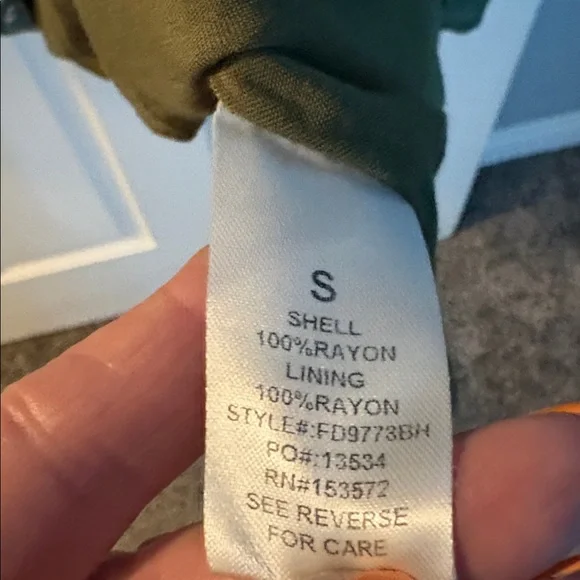 S
SHELL
100%RAYON
LINING
100%RAYON
STYLE#:FD9773BH
PO#:13534
RN#153572
SEE REVERSE
FOR CARE